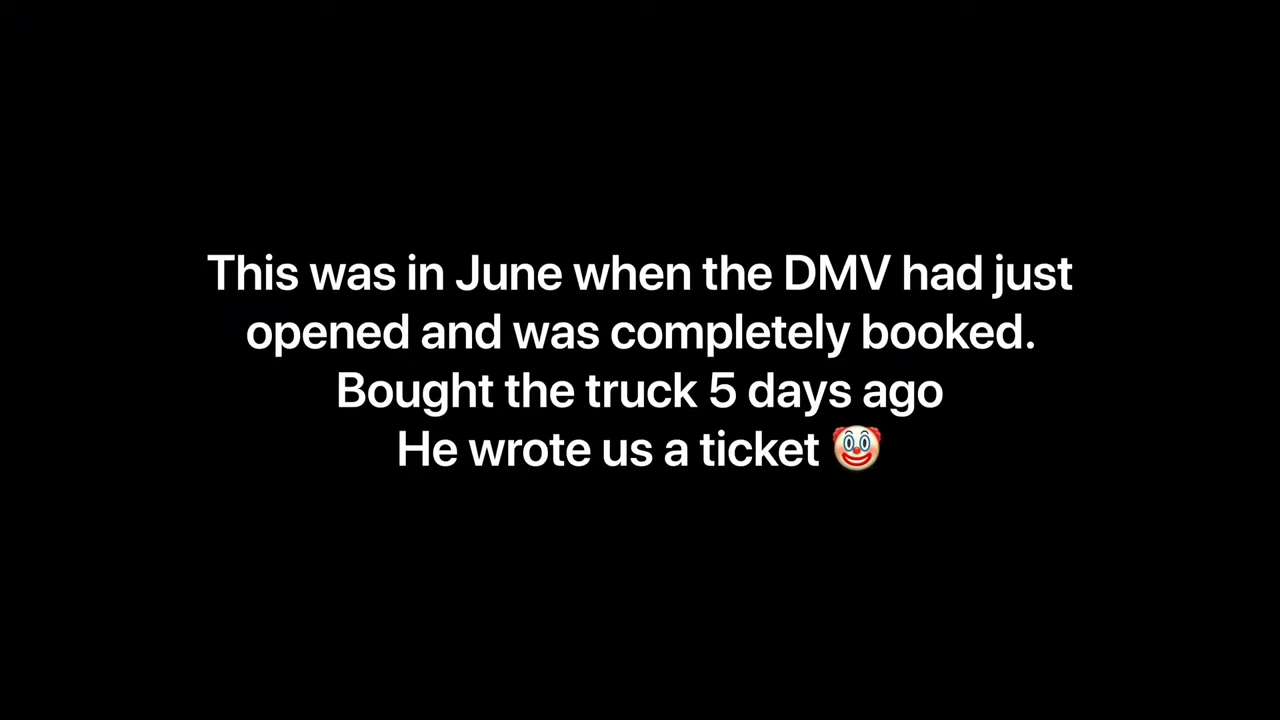 This was in June when the DMV had just
opened and was completely booked.
Bought the truck 5 days ago
He wrote us a ticket 🤡